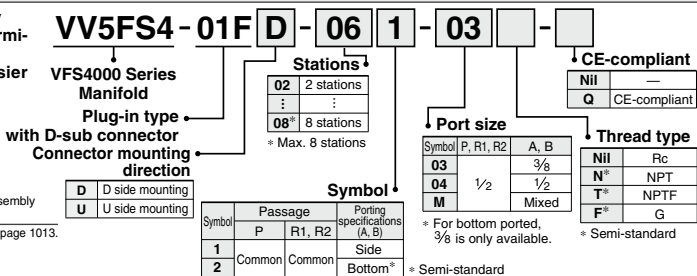 rmi-
sier
VV5FS4-01F D - 06 1 - 03 -
VFS4000 Series
Manifold
Plug-in type
with D-sub connector
Connector mounting
direction
D D side mounting
U U side mounting
sembly
page 1013.
Stations
02 2 stations
⋮ ⋮
08* 8 stations
* Max. 8 stations
Symbol
Symbol Passage Porting specifications (A, B)
P R1, R2
1 Common Common Side
2 Bottom*
* Semi-standard
Port size
Symbol P, R1, R2 A, B
03 1/2 3/8
04 1/2
M Mixed
* For bottom ported,
3/8 is only available.
CE-compliant
Nil —
Q CE-compliant
Thread type
Nil Rc
N* NPT
T* NPTF
F* G
* Semi-standard